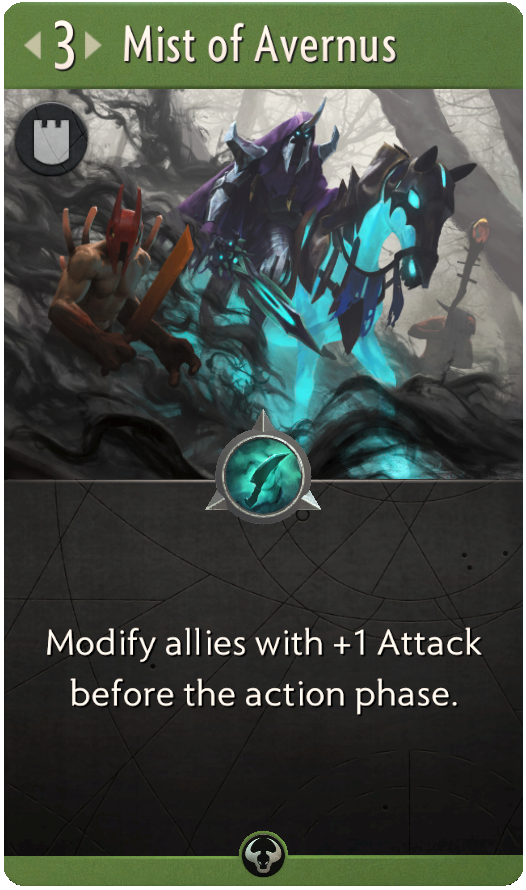 3 Mist of Avernus
Modify allies with +1 Attack
before the action phase.